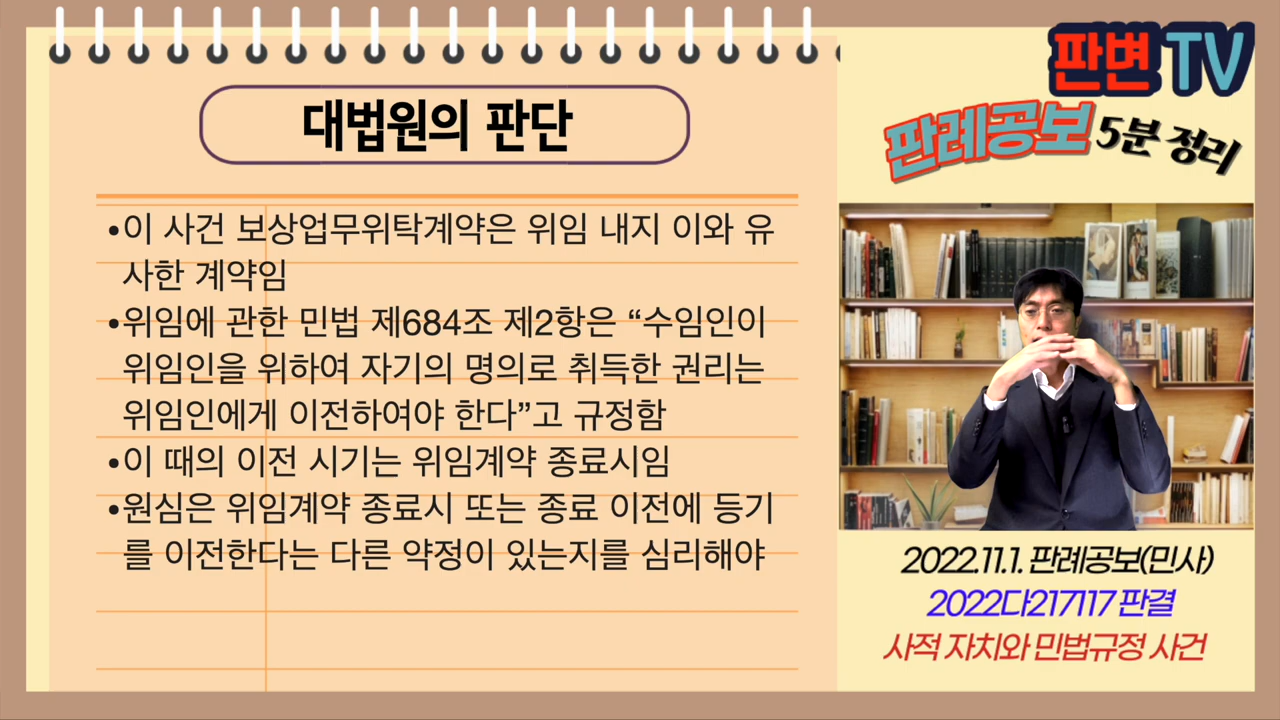 대법원의 판단
•이 사건 보상업무위탁계약은 위임 내지 이와 유
사한 계약임
•위임에 관한 민법 제684조 제2항은 “수임인이
위임인을 위하여 자기의 명의로 취득한 권리는
위임인에게 이전하여야 한다”고 규정함
•이 때의 이전 시기는 위임계약 종료시임
•원심은 위임계약 종료시 또는 종료 이전에 등기
를 이전한다는 다른 약정이 있는지를 심리해야
판변 TV
판례공보 5분 정리
2022.11.1. 판례공보(민사)
2022다217117 판결
사적 자치와 민법규정 사건